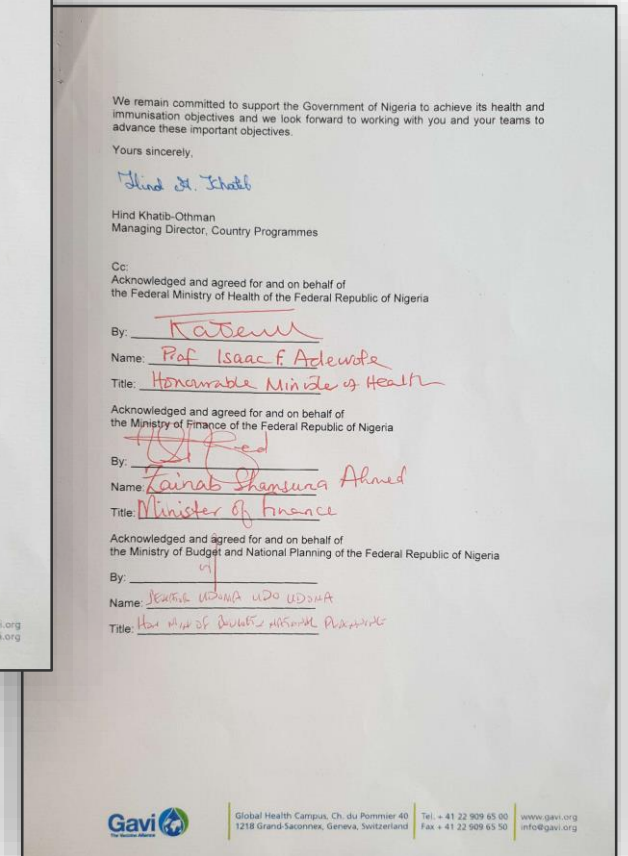 We remain committed to support the Government of Nigeria to achieve its health and
immunisation objectives and we look forward to working with you and your teams to
advance these important objectives.
Yours sincerely,
Hind A. Khatib
Hind Khatib-Othman
Managing Director, Country Programmes
Cc:
Acknowledged and agreed for and on behalf of
the Federal Ministry of Health of the Federal Republic of Nigeria
By:
Name: Prof Isaac F. Adewole
Title: Honourable Minister of Health
Acknowledged and agreed for and on behalf of
the Ministry of Finance of the Federal Republic of Nigeria
By:
Name: Zainab Shamsuna Ahmed
Title: Minister of Finance
Acknowledged and agreed for and on behalf of
the Ministry of Budget and National Planning of the Federal Republic of Nigeria
By:
Name: SENATOR UDOMA UDO UDOMA
Title: Hon MIN OF BUDGET & NATIONAL PLANNING
i.org
i.org
Gavi
The Vaccine Alliance
Global Health Campus, Ch. du Pommier 40
1218 Grand-Saconnex, Geneva, Switzerland
Tel. + 41 22 909 65 00
Fax + 41 22 909 65 50
www.gavi.org
info@gavi.org